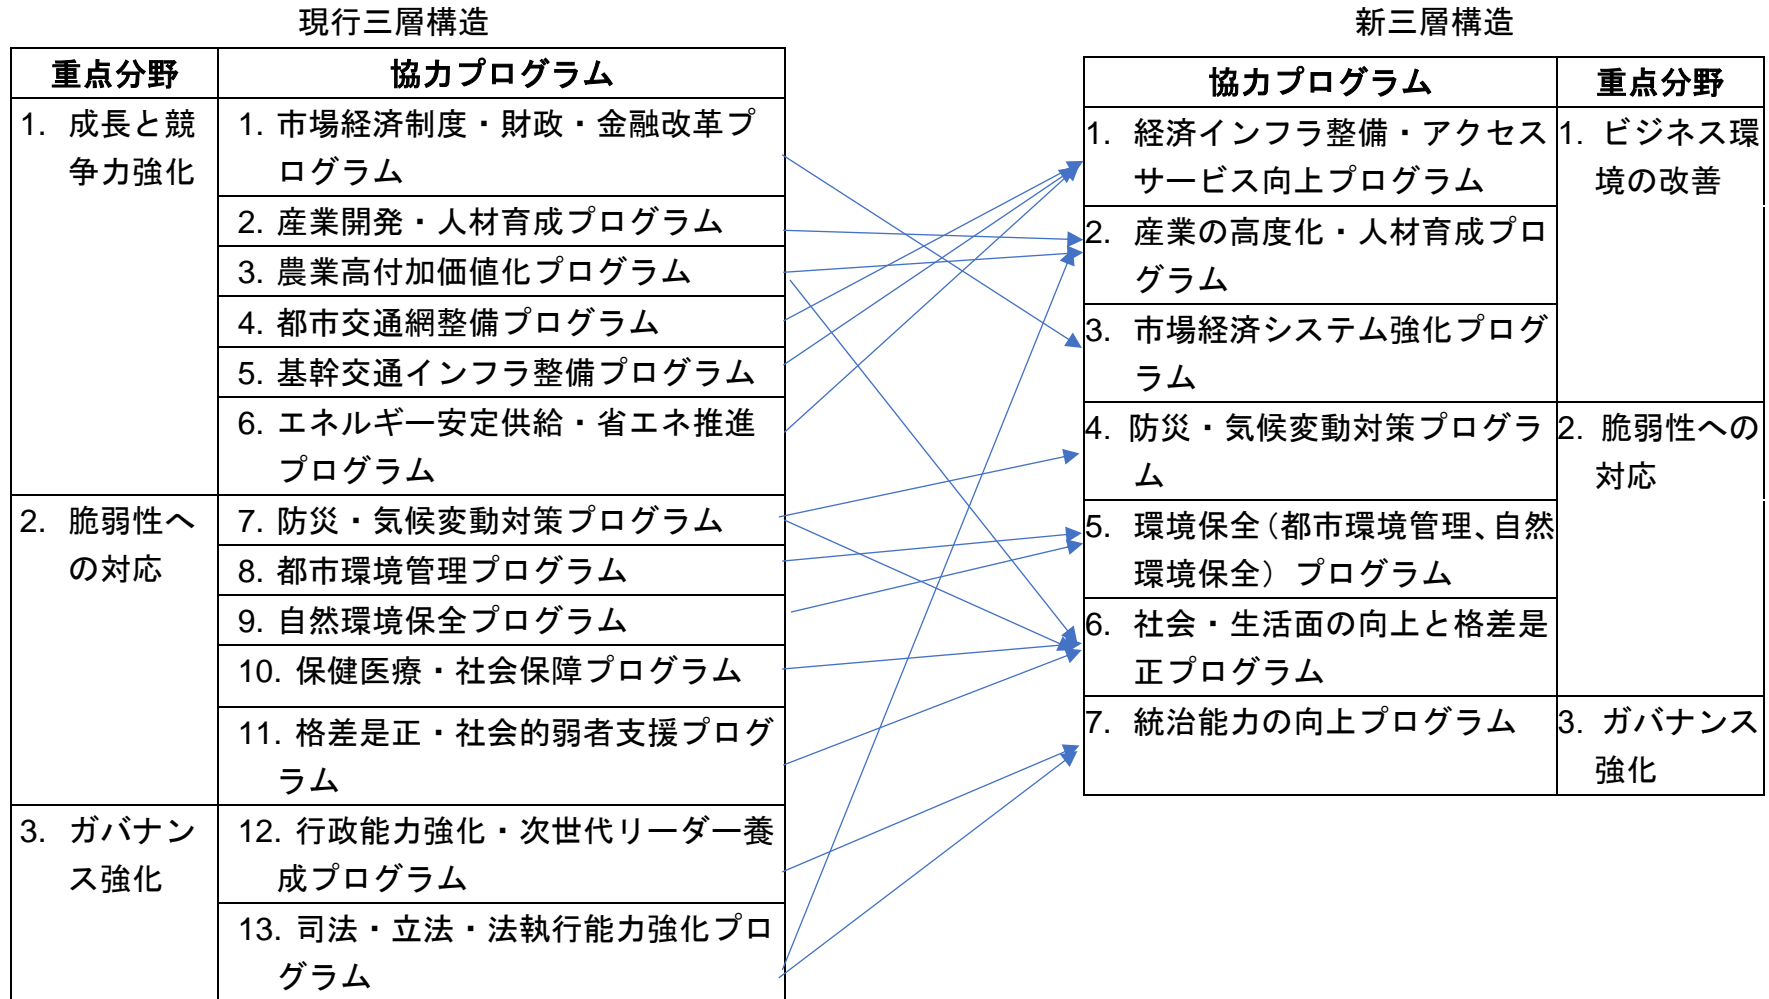 現行三層構造
重点分野
協力プログラム
1. 成長と競
争力強化
1. 市場経済制度・財政・金融改革プ
ログラム
2. 産業開発・人材育成プログラム
3. 農業高付加価値化プログラム
4. 都市交通網整備プログラム
5. 基幹交通インフラ整備プログラム
6. エネルギー安定供給・省エネ推進
プログラム
2. 脆弱性へ
の対応
7. 防災・気候変動対策プログラム
8. 都市環境管理プログラム
9. 自然環境保全プログラム
10. 保健医療・社会保障プログラム
11. 格差是正・社会的弱者支援プログ
ラム
3. ガバナン
ス強化
12. 行政能力強化・次世代リーダー養
成プログラム
13. 司法・立法・法執行能力強化プロ
グラム
新三層構造
協力プログラム
重点分野
1. 経済インフラ整備・アクセス
サービス向上プログラム
2. 産業の高度化・人材育成プロ
グラム
3. 市場経済システム強化プログ
ラム
1. ビジネス環
境の改善
4. 防災・気候変動対策プログラ
ム
5. 環境保全（都市環境管理、自然
環境保全）プログラム
6. 社会・生活面の向上と格差是
正プログラム
2. 脆弱性への
対応
7. 統治能力の向上プログラム
3. ガバナンス
強化